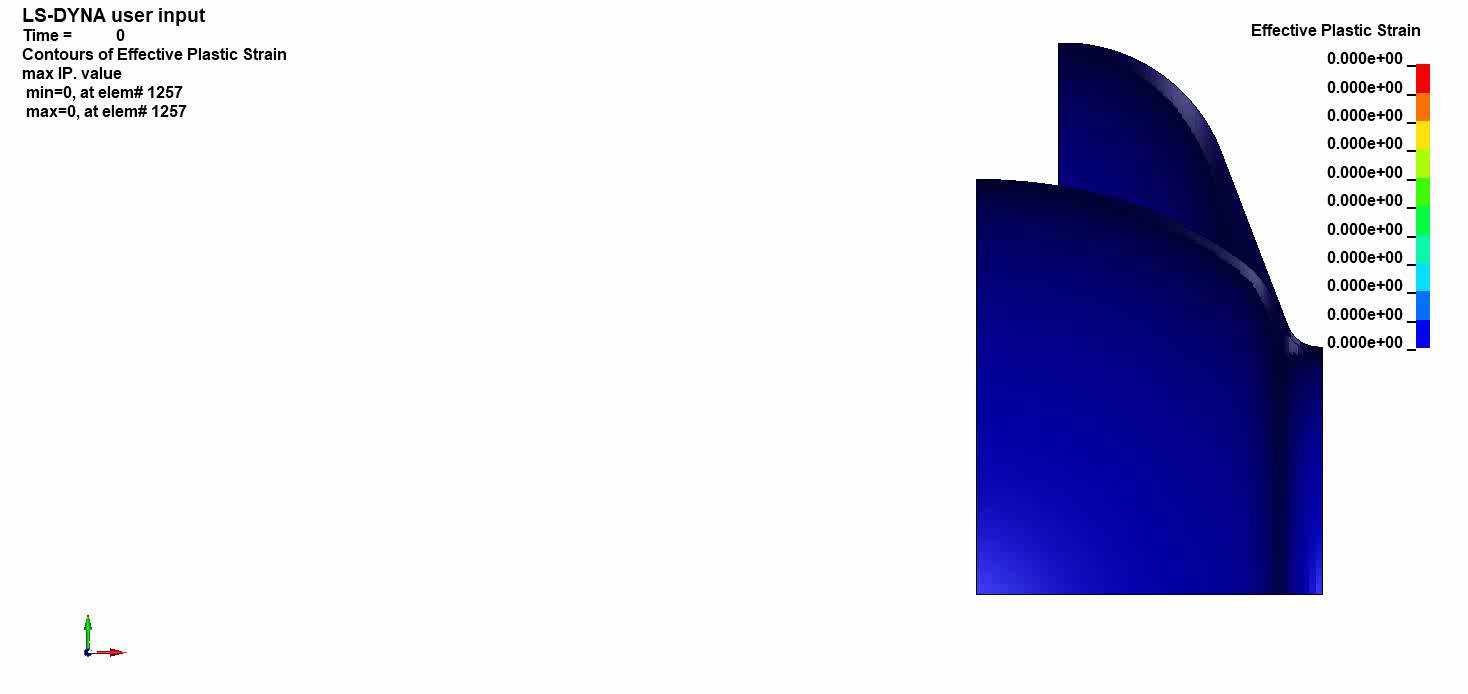 LS-DYNA user input
Time = 0
Contours of Effective Plastic Strain
max IP. value
min=0, at elem# 1257
max=0, at elem# 1257
Effective Plastic Strain
0.000e+00
0.000e+00
0.000e+00
0.000e+00
0.000e+00
0.000e+00
0.000e+00
0.000e+00
0.000e+00
0.000e+00
0.000e+00